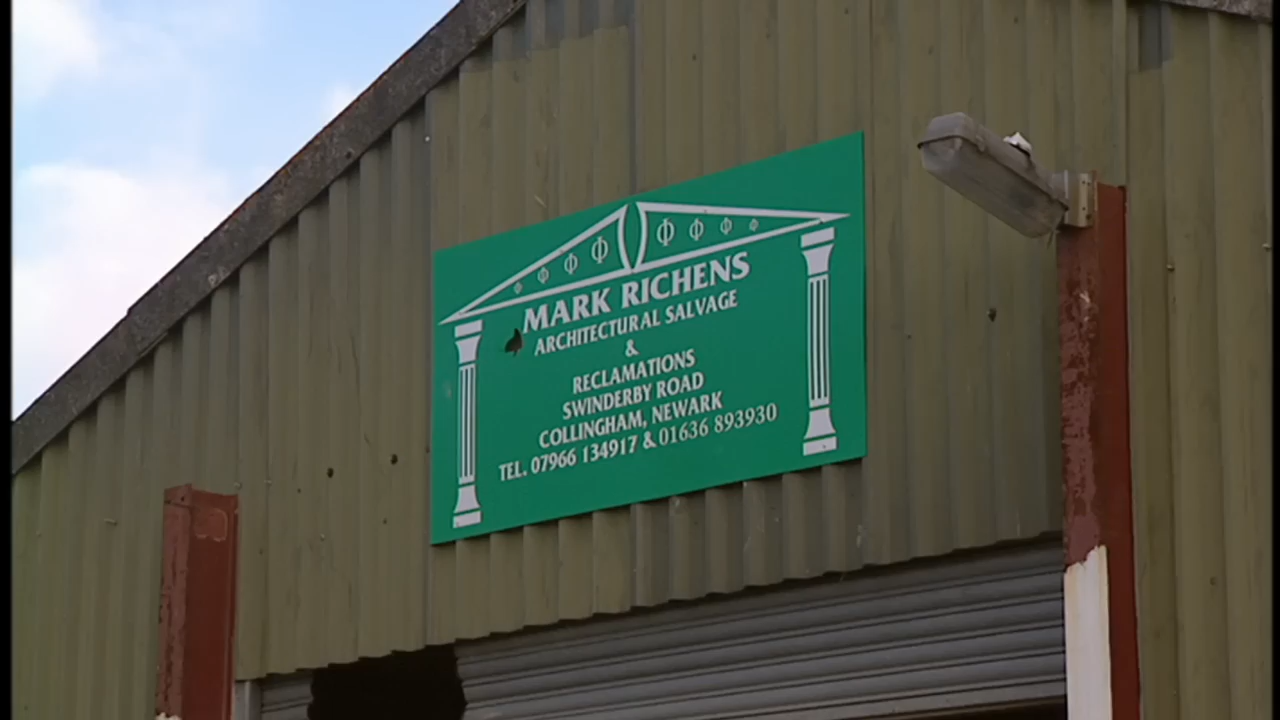 MARK RICHENS
ARCHITECTURAL SALVAGE
&
RECLAMATIONS
SWINDERBY ROAD
COLLINGHAM, NEWARK
TEL. 07966 134917 & 01636 893930